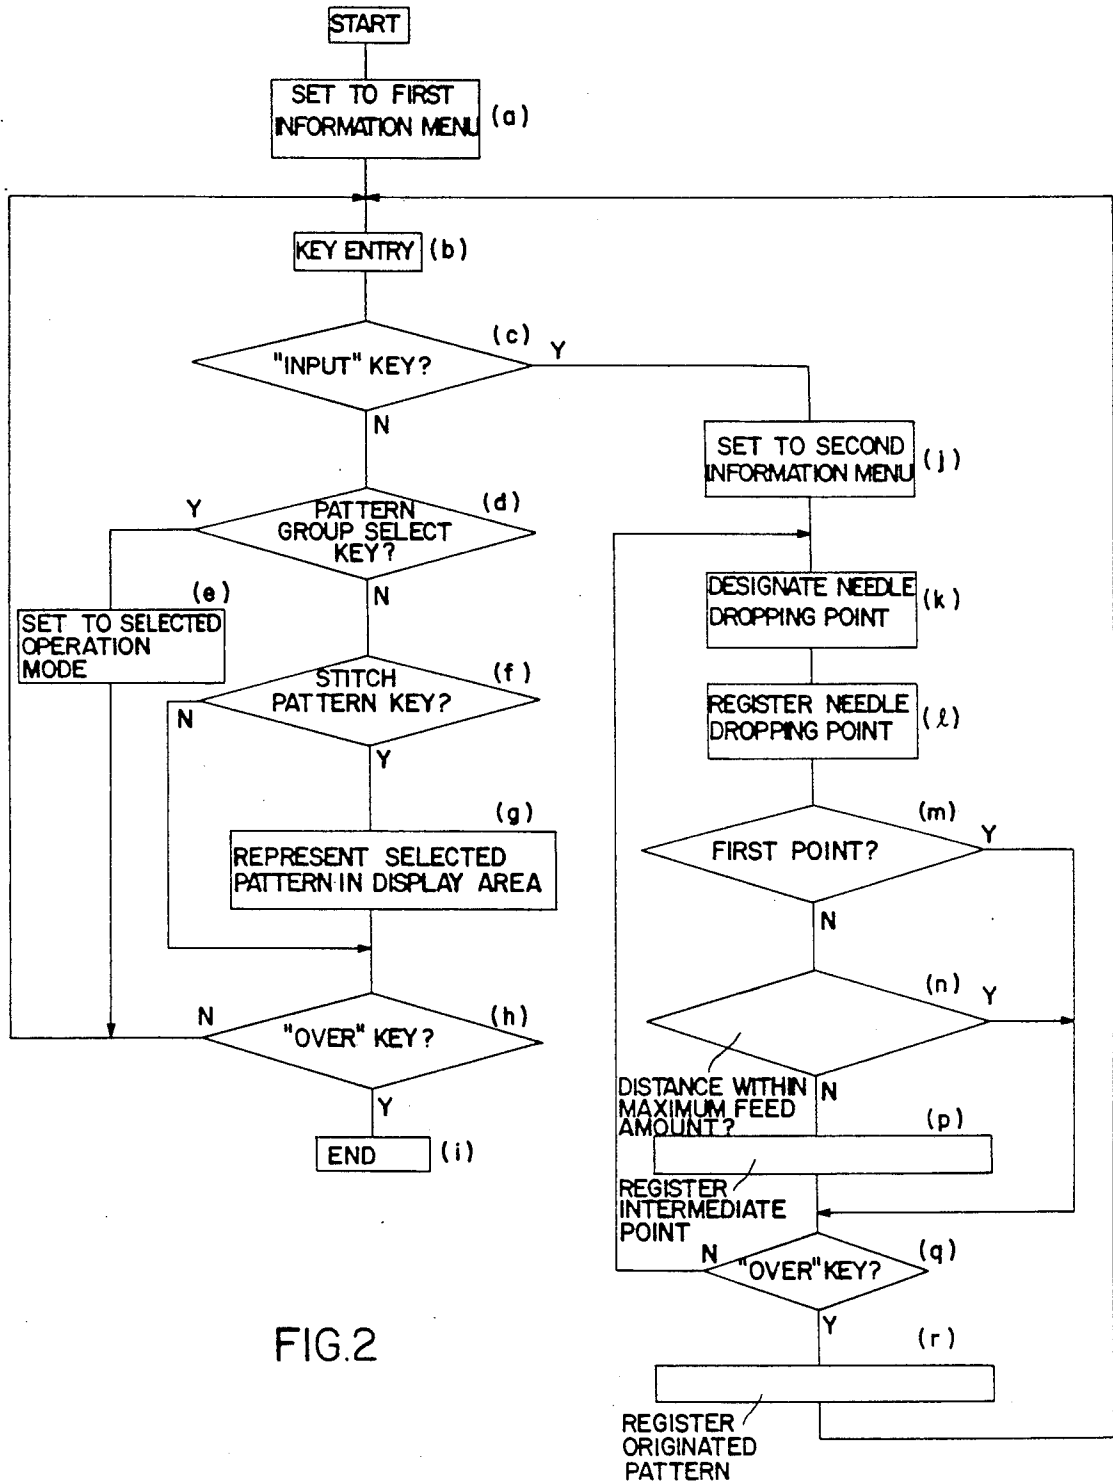 START
SET TO FIRST
INFORMATION MENU
(a)
KEY ENTRY
(b)
"INPUT" KEY?
(c)
Y
N
PATTERN
GROUP SELECT
KEY?
(d)
Y
N
(e)
SET TO SELECTED
OPERATION
MODE
STITCH
PATTERN KEY?
(f)
N
Y
(g)
REPRESENT SELECTED
PATTERN IN DISPLAY AREA
"OVER" KEY?
(h)
N
Y
END
(i)
SET TO SECOND
INFORMATION MENU
(j)
DESIGNATE NEEDLE
DROPPING POINT
(k)
REGISTER NEEDLE
DROPPING POINT
(ℓ)
FIRST POINT?
(m)
Y
N
(n)
Y
N
DISTANCE WITHIN
MAXIMUM FEED
AMOUNT?
(p)
REGISTER
INTERMEDIATE
POINT
"OVER" KEY?
(q)
N
Y
(r)
REGISTER
ORIGINATED
PATTERN
FIG.2